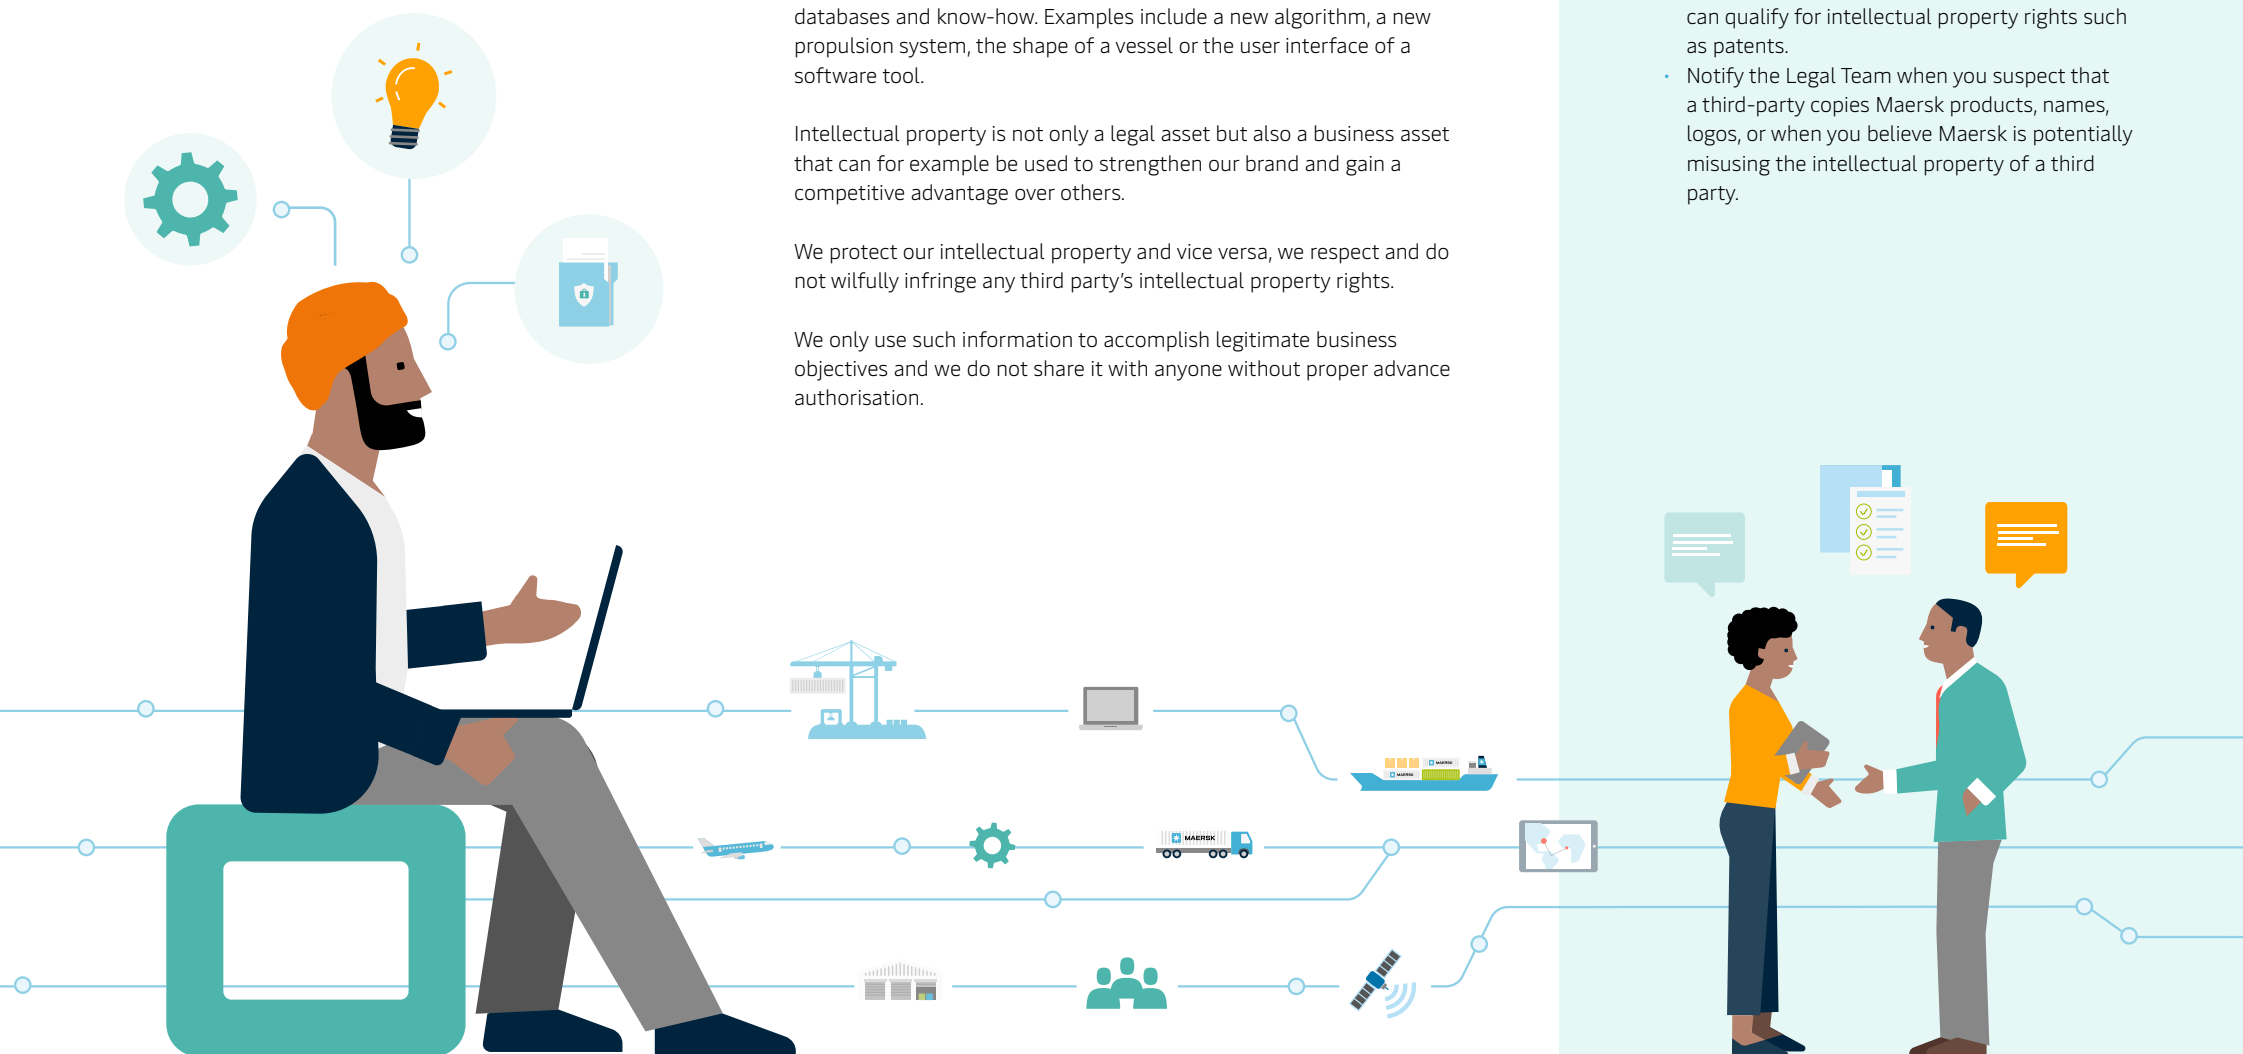 databases and know-how. Examples include a new algorithm, a new
propulsion system, the shape of a vessel or the user interface of a
software tool.
Intellectual property is not only a legal asset but also a business asset
that can for example be used to strengthen our brand and gain a
competitive advantage over others.
We protect our intellectual property and vice versa, we respect and do
not wilfully infringe any third party’s intellectual property rights.
We only use such information to accomplish legitimate business
objectives and we do not share it with anyone without proper advance
authorisation.
can qualify for intellectual property rights such
as patents.
• Notify the Legal Team when you suspect that
a third-party copies Maersk products, names,
logos, or when you believe Maersk is potentially
misusing the intellectual property of a third
party.
MAERSK
MAERSK
MAERSK